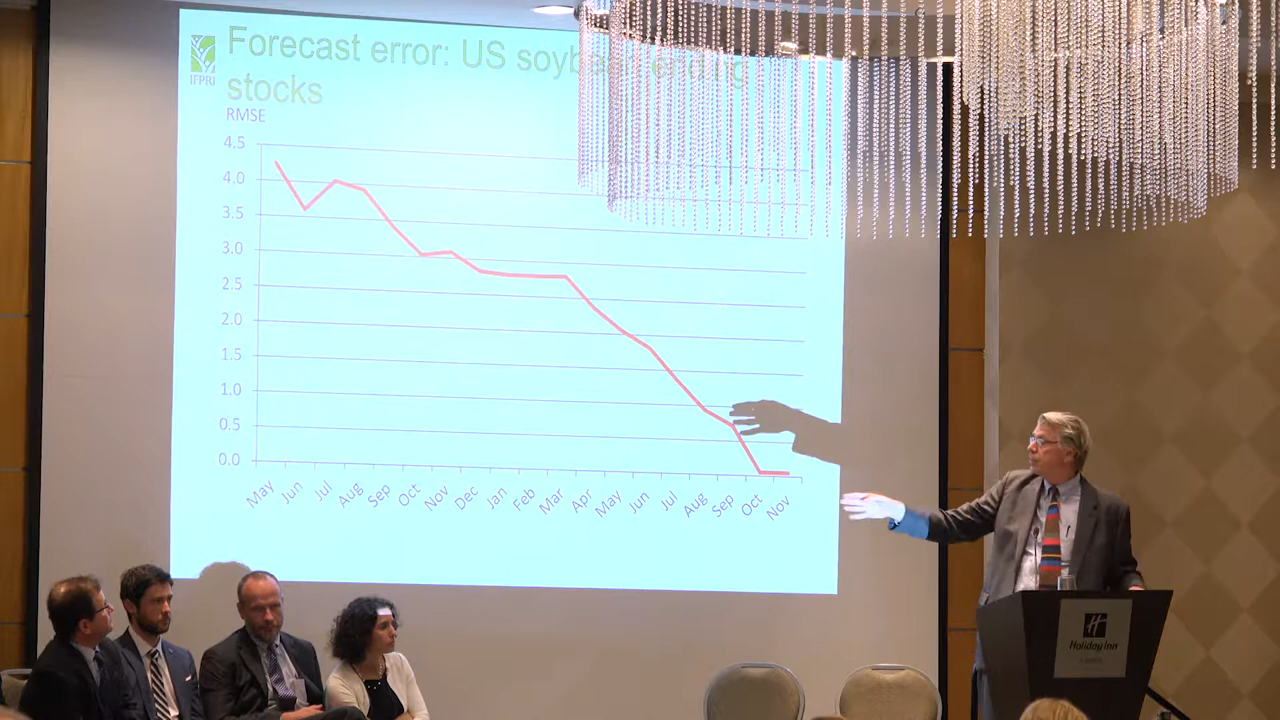 Forecast error: US soybean ending
stocks
IFPRI
RMSE
4.5
4.0
3.5
3.0
2.5
2.0
1.5
1.0
0.5
0.0
May Jun Jul Aug Sep Oct Nov Dec Jan Feb Mar Apr May Jun Jul Aug Sep Oct Nov
H
Holiday Inn